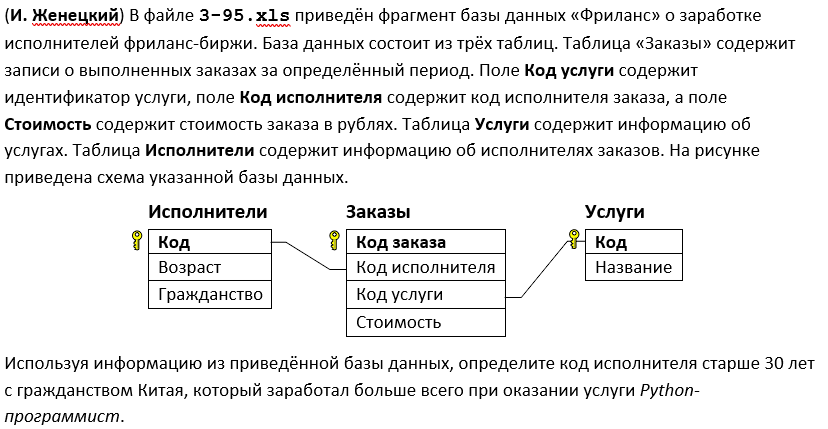 (И. Женецкий) В файле 3-95.xls приведён фрагмент базы данных «Фриланс» о заработке
исполнителей фриланс-биржи. База данных состоит из трёх таблиц. Таблица «Заказы» содержит
записи о выполненных заказах за определённый период. Поле Код услуги содержит
идентификатор услуги, поле Код исполнителя содержит код исполнителя заказа, а поле
Стоимость содержит стоимость заказа в рублях. Таблица Услуги содержит информацию об
услугах. Таблица Исполнители содержит информацию об исполнителях заказов. На рисунке
приведена схема указанной базы данных.
Исполнители
Код
Возраст
Гражданство
Заказы
Код заказа
Код исполнителя
Код услуги
Стоимость
Услуги
Код
Название
Используя информацию из приведённой базы данных, определите код исполнителя старше 30 лет
с гражданством Китая, который заработал больше всего при оказании услуги Python-
программист.